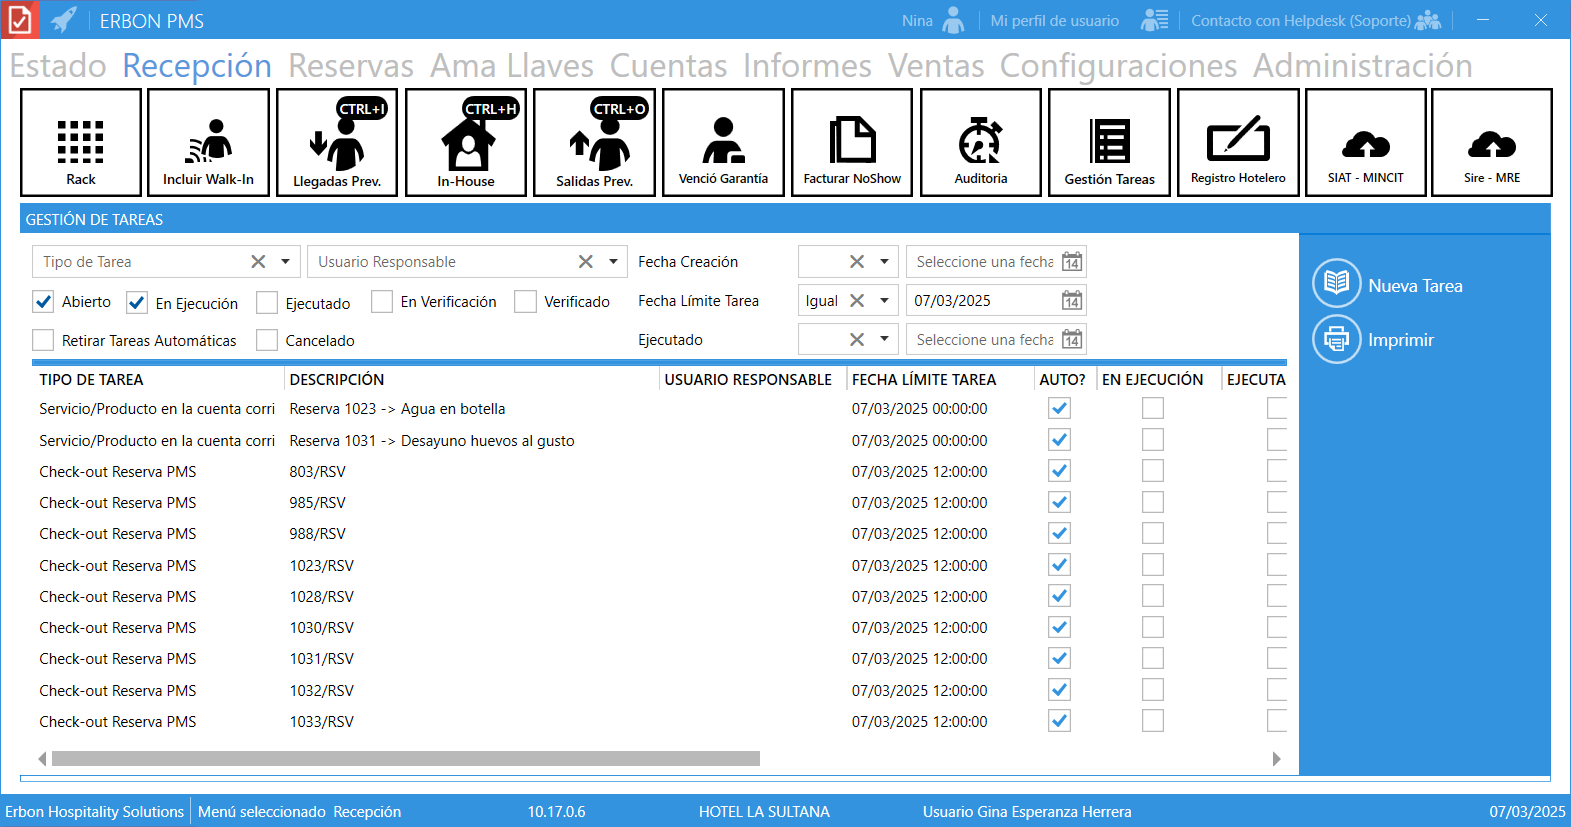 ERBON PMS
Nina Mi perfil de usuario Contacto con Helpdesk (Soporte)
Estado Recepción Reservas Ama Llaves Cuentas Informes Ventas Configuraciones Administración
CTRL+I CTRL+H CTRL+O
Rack Incluir Walk-In Llegadas Prev. In-House Salidas Prev. Venció Garantía Facturar NoShow Auditoria Gestión Tareas Registro Hotelero SIAT - MINCIT Sire - MRE
GESTIÓN DE TAREAS
Tipo de Tarea Usuario Responsable Fecha Creación Seleccione una fecha 14
Abierto En Ejecución Ejecutado En Verificación Verificado Fecha Límite Tarea Igual 07/03/2025 14
Retirar Tareas Automáticas Cancelado Ejecutado Seleccione una fecha 14
Nueva Tarea
Imprimir
TIPO DE TAREA DESCRIPCIÓN USUARIO RESPONSABLE FECHA LÍMITE TAREA AUTO? EN EJECUCIÓN EJECUTA
Servicio/Producto en la cuenta corri Reserva 1023 -> Agua en botella 07/03/2025 00:00:00
Servicio/Producto en la cuenta corri Reserva 1031 -> Desayuno huevos al gusto 07/03/2025 00:00:00
Check-out Reserva PMS 803/RSV 07/03/2025 12:00:00
Check-out Reserva PMS 985/RSV 07/03/2025 12:00:00
Check-out Reserva PMS 988/RSV 07/03/2025 12:00:00
Check-out Reserva PMS 1023/RSV 07/03/2025 12:00:00
Check-out Reserva PMS 1028/RSV 07/03/2025 12:00:00
Check-out Reserva PMS 1030/RSV 07/03/2025 12:00:00
Check-out Reserva PMS 1031/RSV 07/03/2025 12:00:00
Check-out Reserva PMS 1032/RSV 07/03/2025 12:00:00
Check-out Reserva PMS 1033/RSV 07/03/2025 12:00:00
Erbon Hospitality Solutions Menú seleccionado Recepción 10.17.0.6 HOTEL LA SULTANA Usuario Gina Esperanza Herrera 07/03/2025